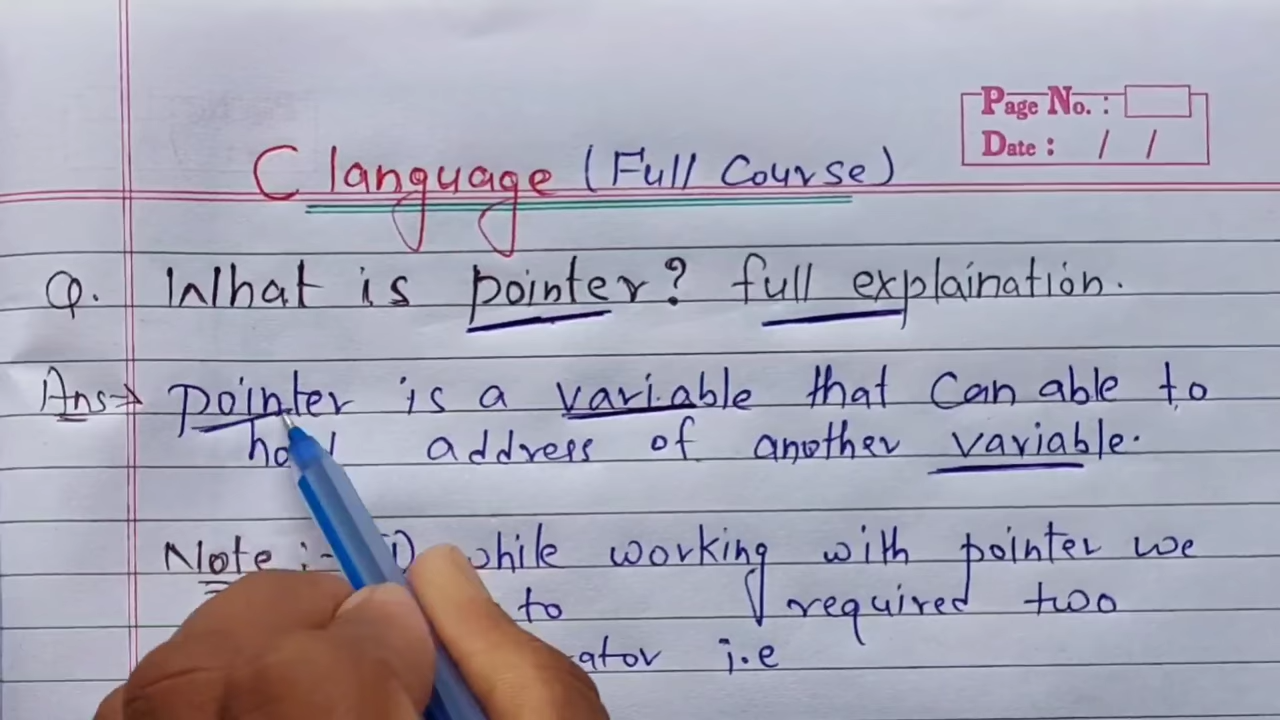 Page No. :
Date : / /
C language (Full Course)
Q. What is pointer? full explaination.
Ans→ pointer is a variable that Can able to
address of another variable.
Note :- while working with pointer we
to required two
i.e